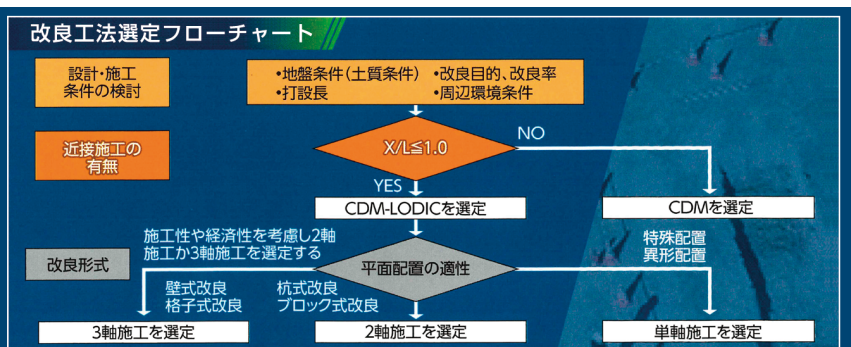 改良工法選定フローチャート
設計・施工
条件の検討
•地盤条件(土質条件) •改良目的、改良率
•打設長 •周辺環境条件
近接施工の
有無
X/L≦1.0
NO
YES
CDM-LODICを選定
CDMを選定
施工性や経済性を考慮し2軸
施工か3軸施工を選定する
特殊配置
異形配置
改良形式
平面配置の適性
壁式改良
格子式改良
杭式改良
ブロック式改良
3軸施工を選定
2軸施工を選定
単軸施工を選定